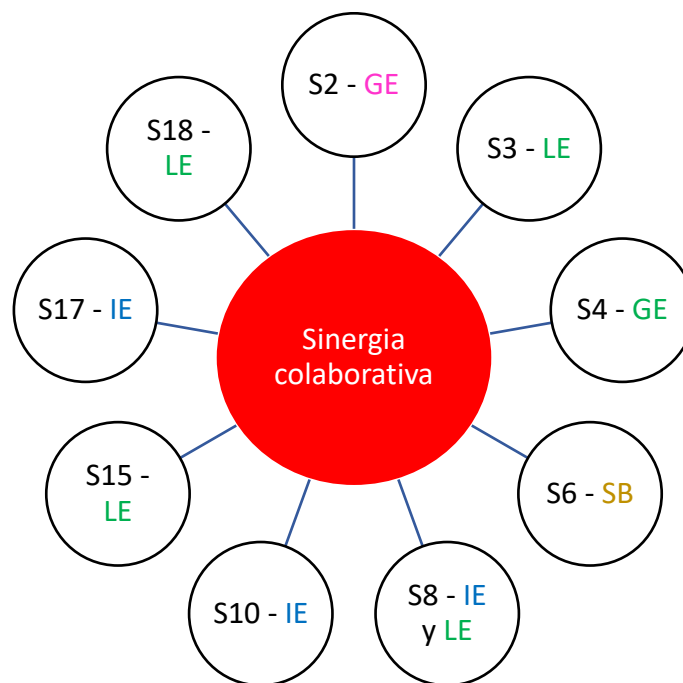 S2 - GE
S3 - LE
S4 - GE
S6 - SB
S8 - IE
y LE
S10 - IE
S15 -
LE
S17 - IE
S18 -
LE
Sinergia
colaborativa